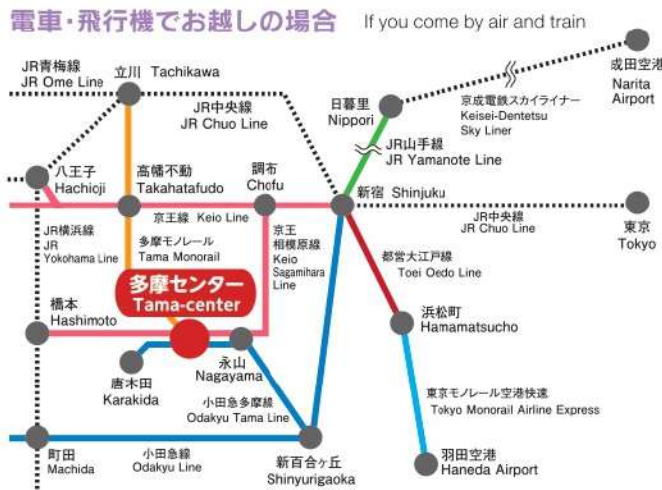 電車・飛行機でお越しの場合 If you come by air and train
成田空港
Narita
Airport
JR青梅線
JR Ome Line
立川 Tachikawa
JR中央線
JR Chuo Line
日暮里
Nippori
京成電鉄スカイライナー
Keisei-Dentetsu
Sky Liner
JR山手線
JR Yamanote Line
八王子
Hachioji
高幡不動
Takahatafudo
調布
Chofu
新宿 Shinjuku
京王線 Keio Line
JR中央線
JR Chuo Line
東京
Tokyo
JR横浜線
JR
Yokohama Line
多摩モノレール
Tama Monorail
京王
相模原線
Keio
Sagamihara
Line
都営大江戸線
Toei Oedo Line
多摩センター
Tama-center
橋本
Hashimoto
浜松町
Hamamatsucho
唐木田
Karakida
永山
Nagayama
小田急多摩線
Odakyu Tama Line
東京モノレール空港快速
Tokyo Monorail Airline Express
町田
Machida
小田急線
Odakyu Line
新百合ヶ丘
Shinyurigaoka
羽田空港
Haneda Airport